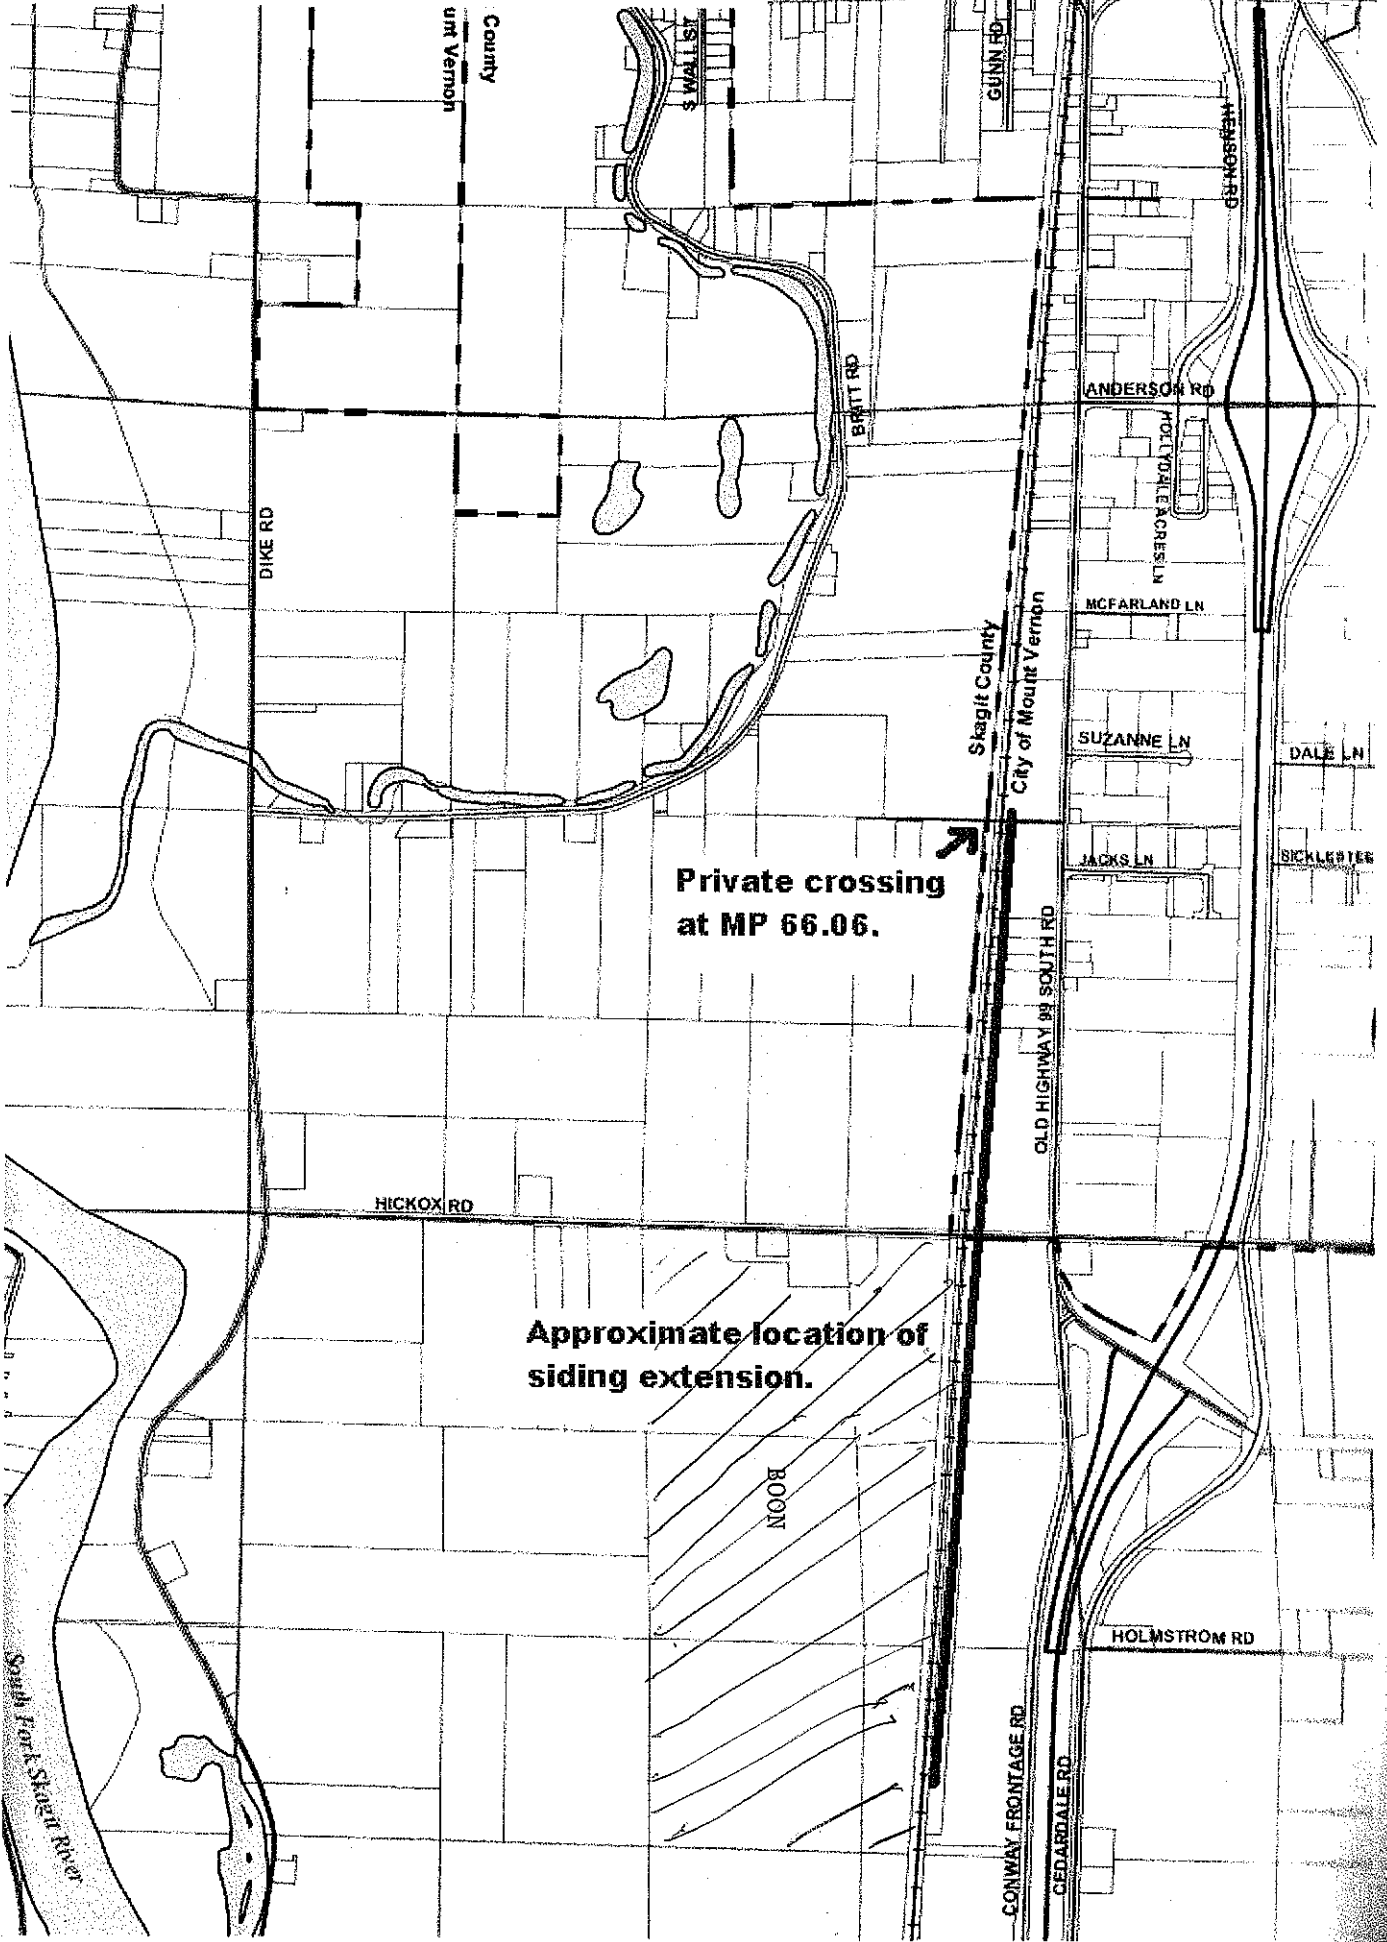 : County
unt Vernon
S WALL ST
GUNN RD
HENSON RD
BRITT RD
ANDERSON RD
HOLLYDALE ACRES LN
DIKE RD
MCFARLAND LN
Skagit County
City of Mount Vernon
SUZANNE LN
DALE LN
Private crossing
at MP 66.06.
JACKS LN
BICKLESTEE
OLD HIGHWAY 99 SOUTH RD
HICKOX RD
Approximate location of
siding extension.
BOON
HOLMSTROM RD
South Fork Skagit River
CONWAY FRONTAGE RD
CEDARDALE RD